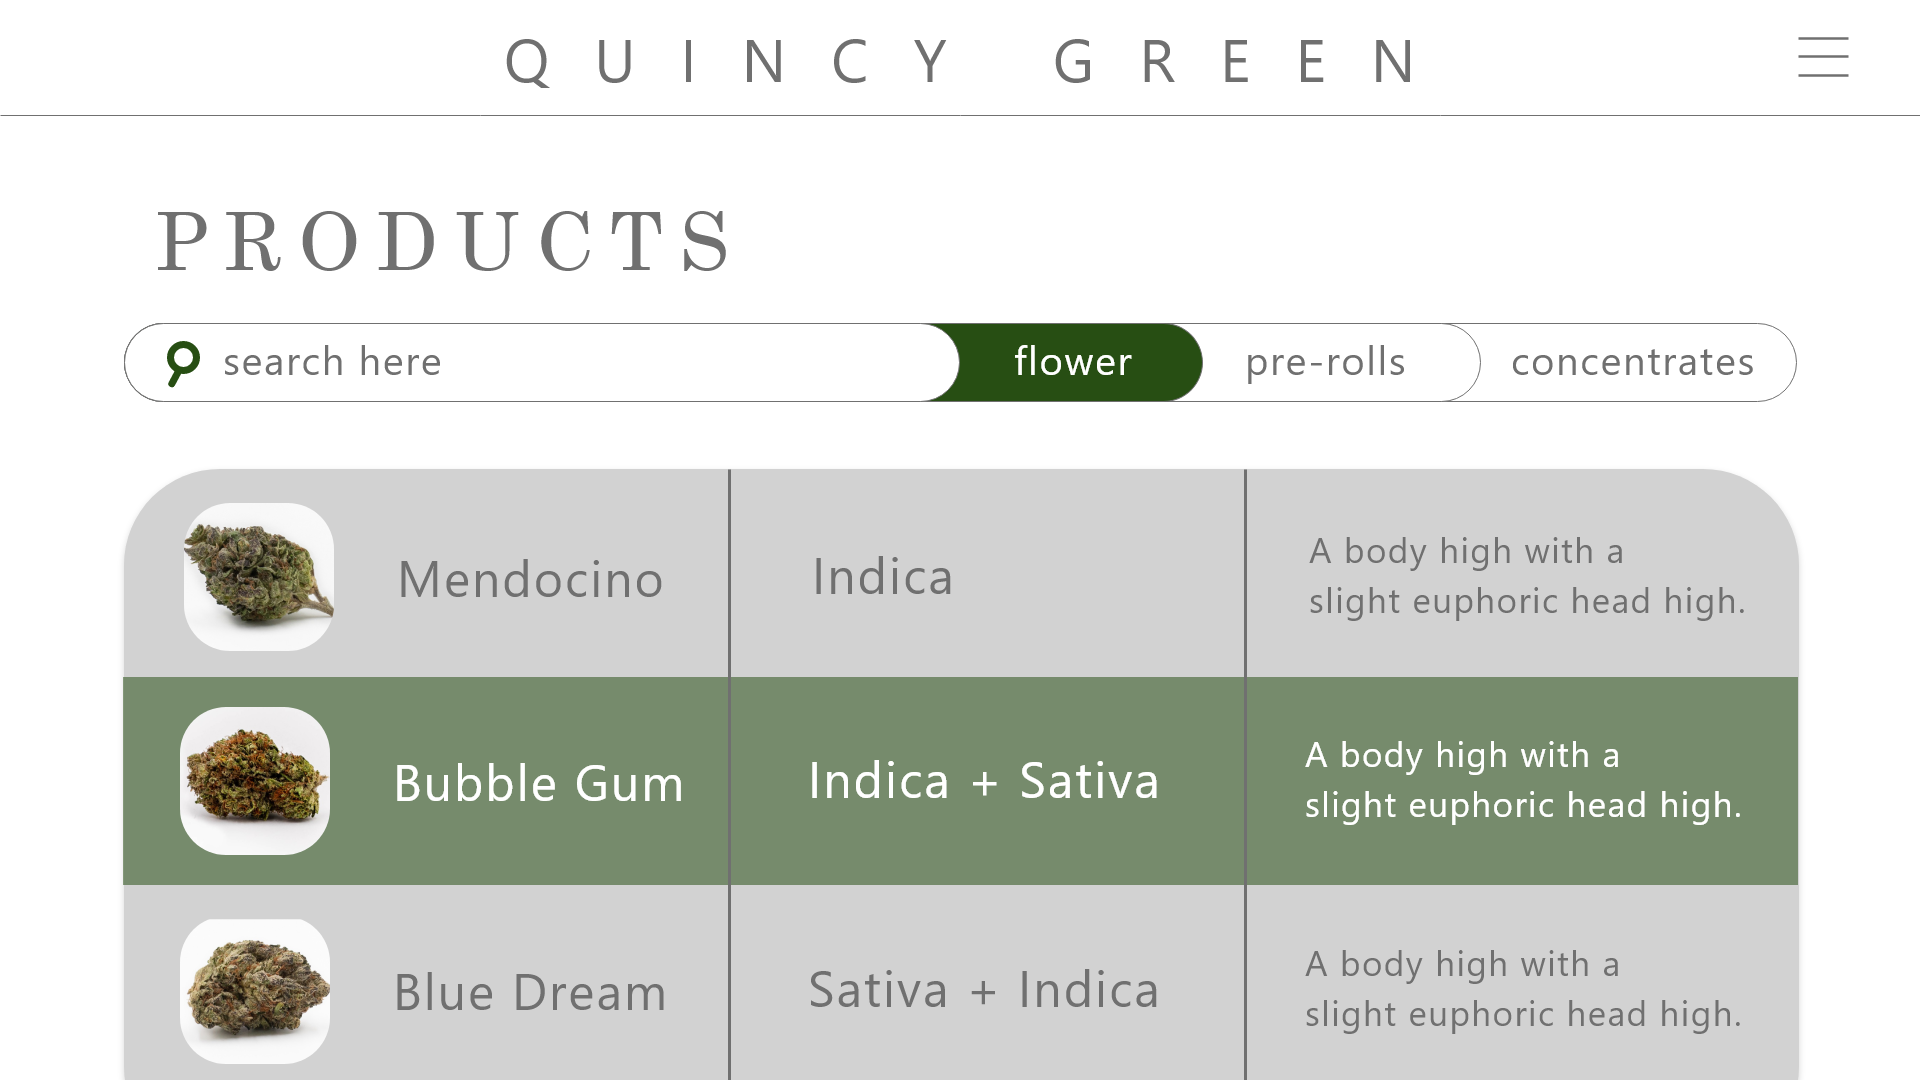 QUINCY GREEN
PRODUCTS
search here
flower
pre-rolls
concentrates
Mendocino
Indica
A body high with a
slight euphoric head high.
Bubble Gum
Indica + Sativa
A body high with a
slight euphoric head high.
Blue Dream
Sativa + Indica
A body high with a
slight euphoric head high.